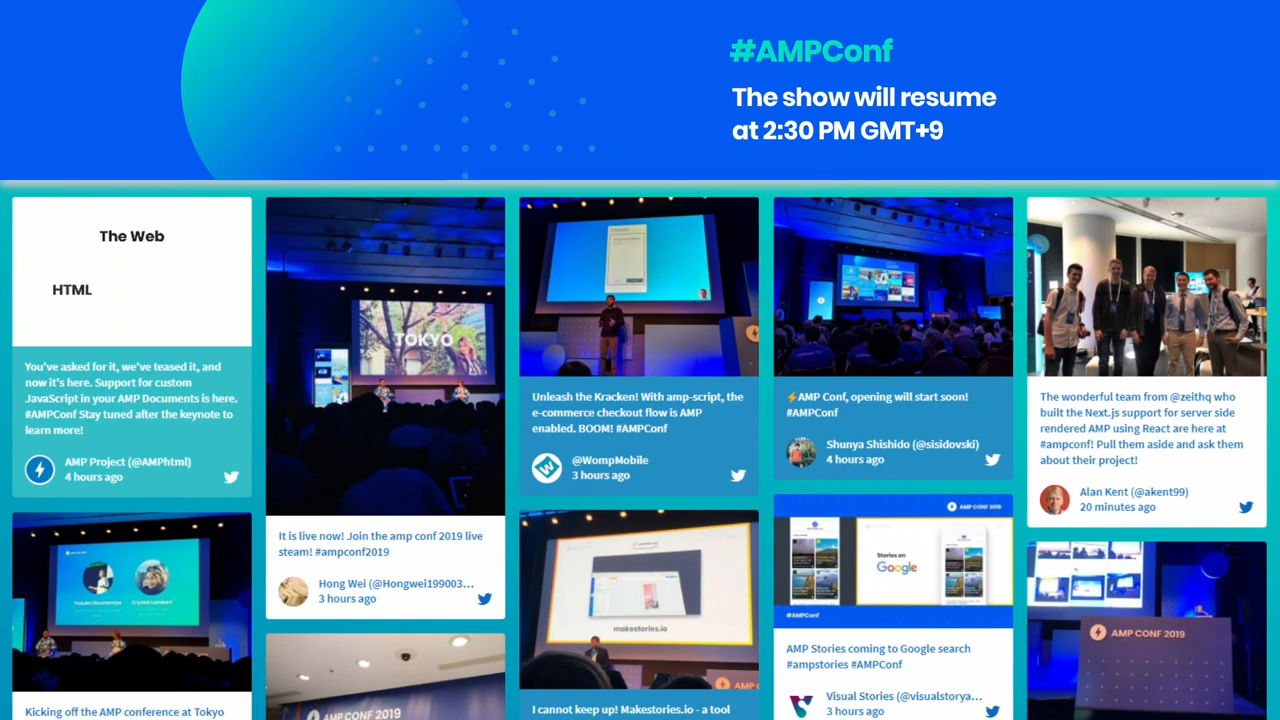 #AMPConf
The show will resume
at 2:30 PM GMT+9
The Web
HTML
You've asked for it, we've teased it, and
now it's here. Support for custom
JavaScript in your AMP Documents is here.
#AMPConf Stay tuned after the keynote to
learn more!
AMP Project (@AMPhtml)
4 hours ago
Yusuke Utsunomiya
Crystal Lambert
Kicking off the AMP conference at Tokyo
TOKYO
It is live now! Join the amp conf 2019 live
steam! #ampconf2019
Hong Wei (@Hongwei199003...
3 hours ago
AMP CONF 2019
Unleash the Kracken! With amp-script, the
e-commerce checkout flow is AMP
enabled. BOOM! #AMPConf
@WompMobile
3 hours ago
makestories.io
AMP
I cannot keep up! Makestories.io - a tool
⚡AMP Conf, opening will start soon!
#AMPConf
Shunya Shishido (@sisidovski)
4 hours ago
AMP CONF 2019
Stories on
Google
#AMPConf
AMP Stories coming to Google search
#ampstories #AMPConf
Visual Stories (@visualstorya...
3 hours ago
The wonderful team from @zeithq who
built the Next.js support for server side
rendered AMP using React are here at
#ampconf! Pull them aside and ask them
about their project!
Alan Kent (@akent99)
20 minutes ago
AMP CONF 2019